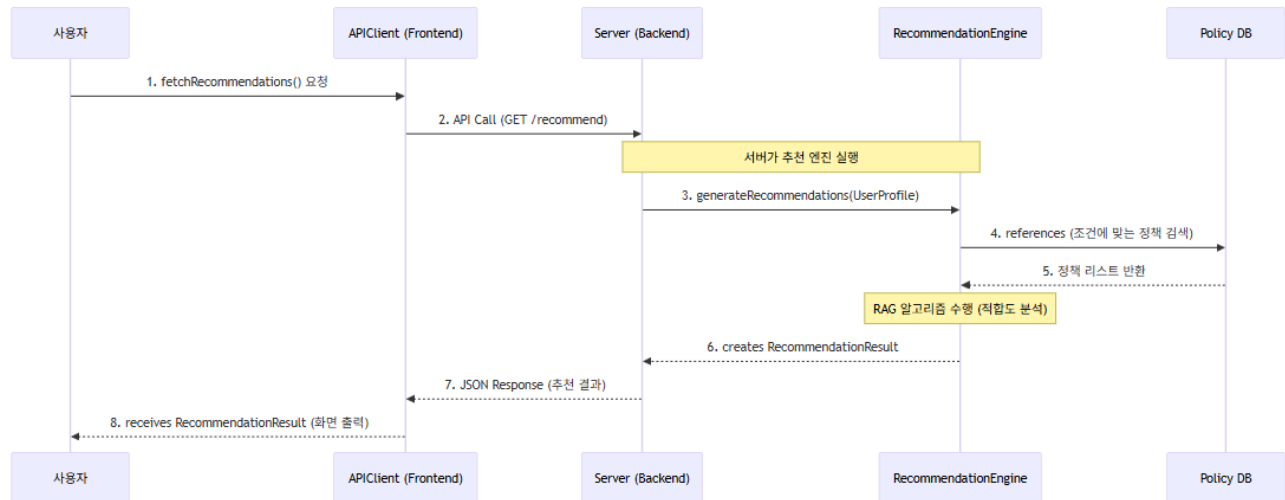 사용자
APIClient (Frontend)
Server (Backend)
RecommendationEngine
Policy DB
1. fetchRecommendations() 요청
2. API Call (GET /recommend)
서버가 추천 엔진 실행
3. generateRecommendations(UserProfile)
4. references (조건에 맞는 정책 검색)
5. 정책 리스트 반환
RAG 알고리즘 수행 (적합도 분석)
6. creates RecommendationResult
7. JSON Response (추천 결과)
8. receives RecommendationResult (화면 출력)
사용자
APIClient (Frontend)
Server (Backend)
RecommendationEngine
Policy DB